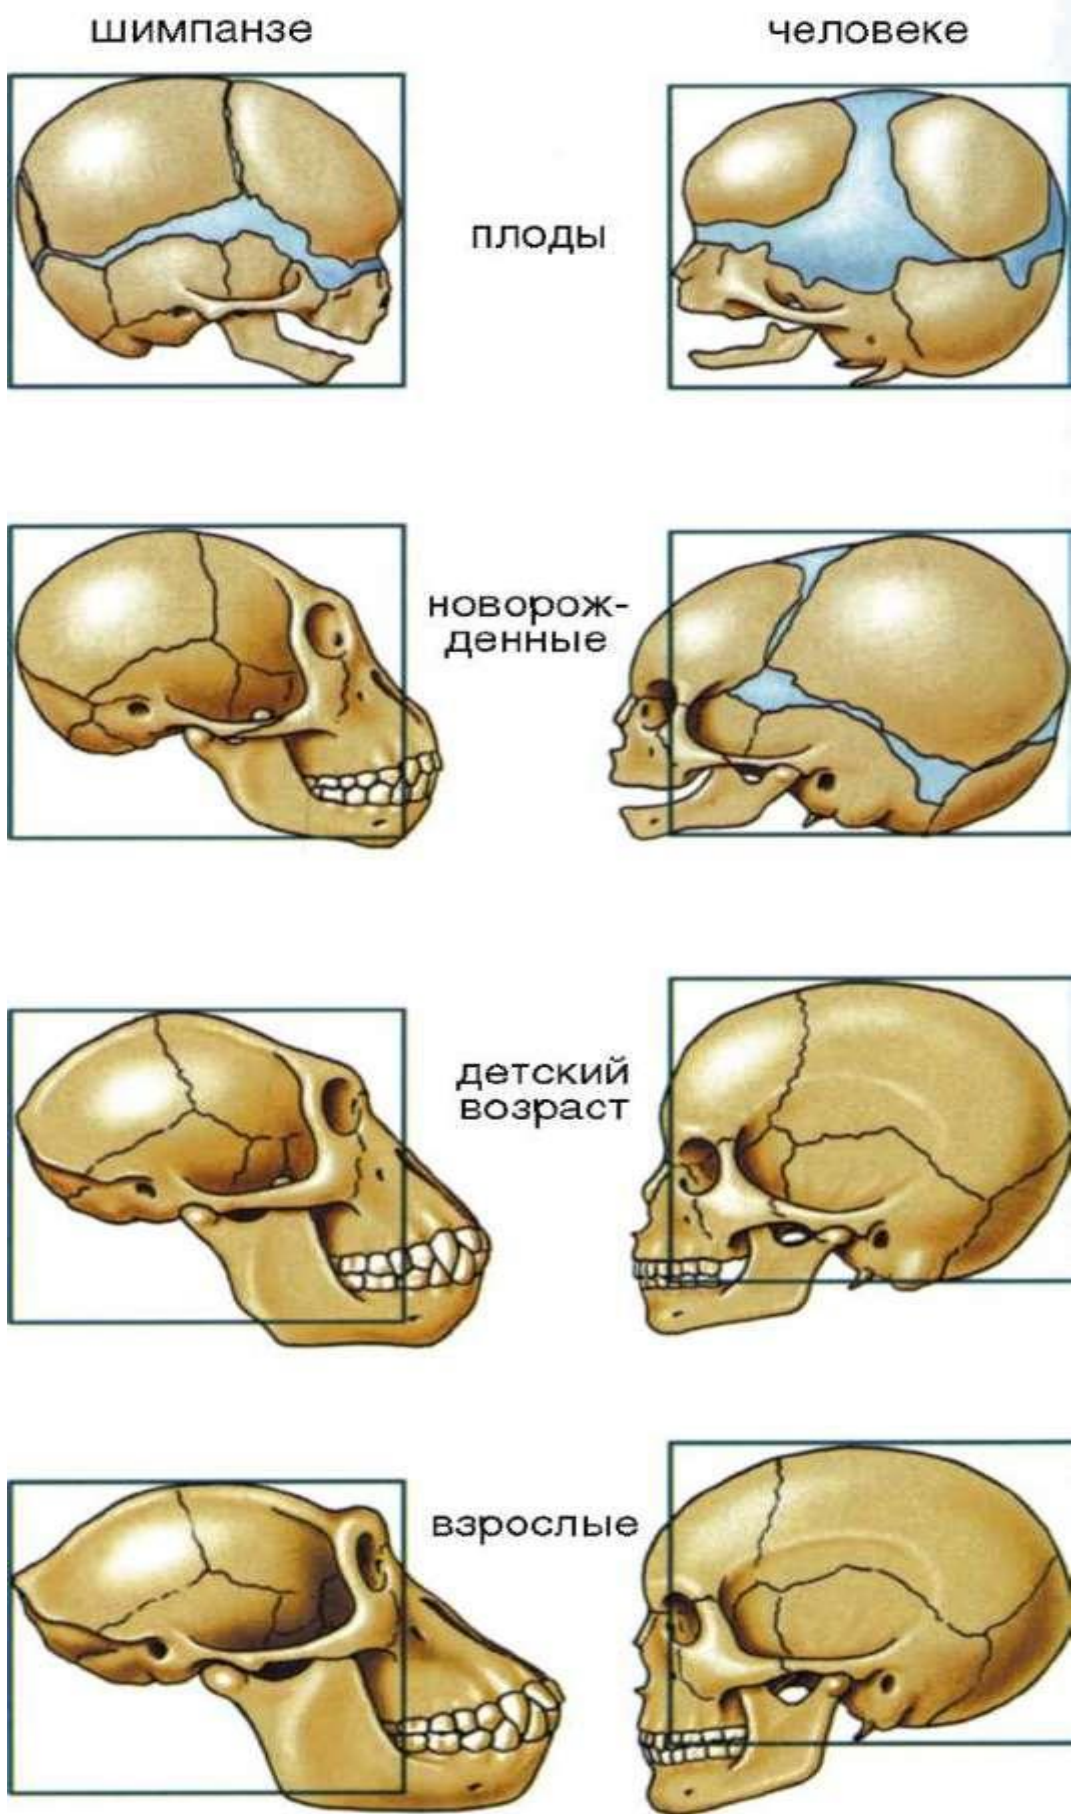 шимпанзе
человеке
плоды
новорож-
денные
детский
возраст
взрослые